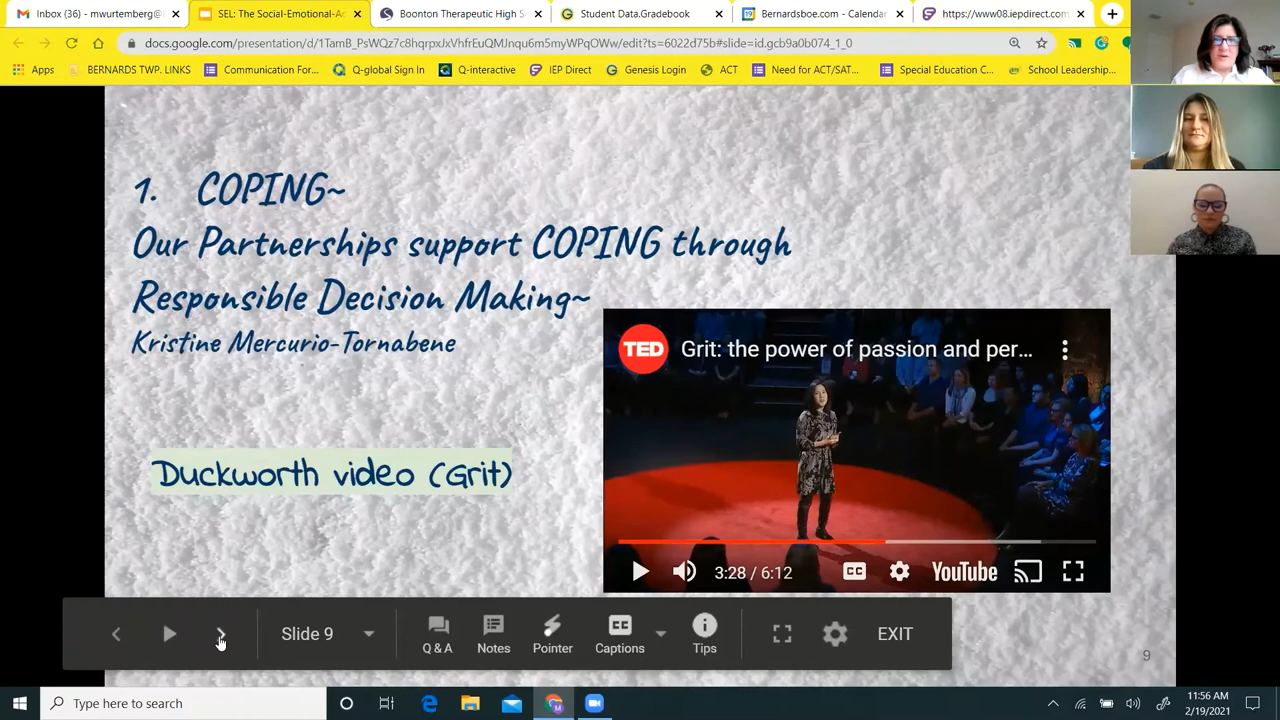 Inbox (36) - mwurtemberg@
SEL: The Social-Emotional-Ac
Boonton Therapeutic High S
Student Data.Gradebook
Bernardsboe.com - Calendar
https://www08.iepdirect.com
docs.google.com/presentation/d/1TamB_PsWQz7c8hqrpxJxVhfrEuQMJnqu6m5myWPqOWw/edit?ts=6022d75b#slide=id.gcb9a0b074_1_0
Apps
BERNARDS TWP. LINKS
Communication For...
Q-global Sign In
Q-interactive
IEP Direct
Genesis Login
ACT
Need for ACT/SAT...
Special Education C...
School Leadership...
1. COPING~
Our Partnerships support COPING through
Responsible Decision Making~
Kristine Mercurio-Tornabene
TED
Grit: the power of passion and per...
Duckworth video (Grit)
3:28 / 6:12
CC
YouTube
Slide 9
Q & A
Notes
Pointer
Captions
Tips
EXIT
9
Type here to search
11:56 AM
2/19/2021